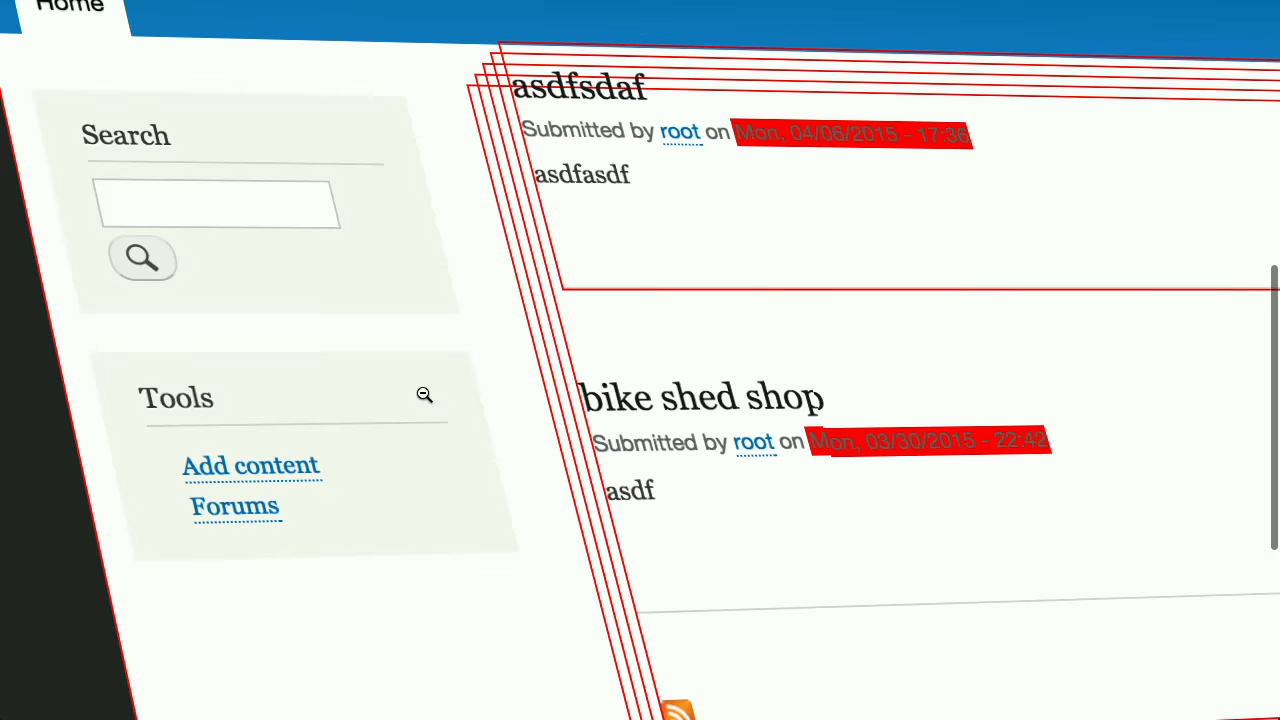 Home
Search
Tools
Add content
Forums
asdfsdaf
Submitted by root on Mon, 04/06/2015 - 17:36
asdfasdf
bike shed shop
Submitted by root on Mon, 03/30/2015 - 22:42
asdf